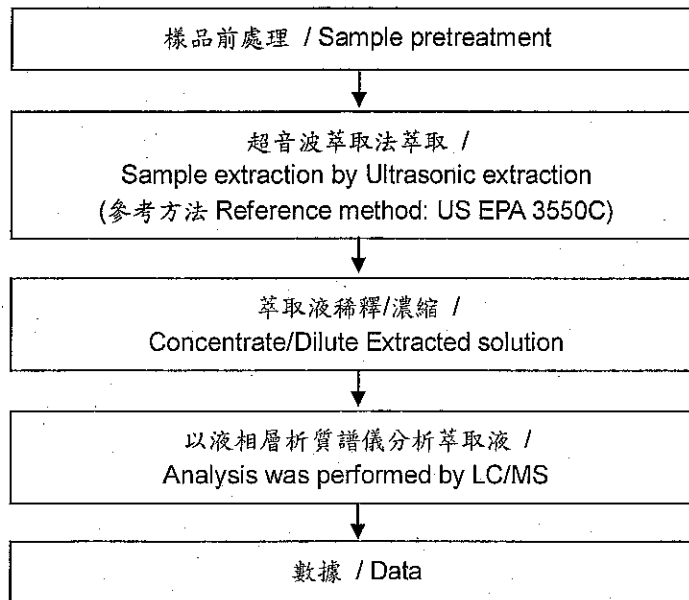 樣品前處理 / Sample pretreatment
超音波萃取法萃取 /
Sample extraction by Ultrasonic extraction
(參考方法 Reference method: US EPA 3550C)
萃取液稀釋/濃縮 /
Concentrate/Dilute Extracted solution
以液相層析質譜儀分析萃取液 /
Analysis was performed by LC/MS
數據 / Data